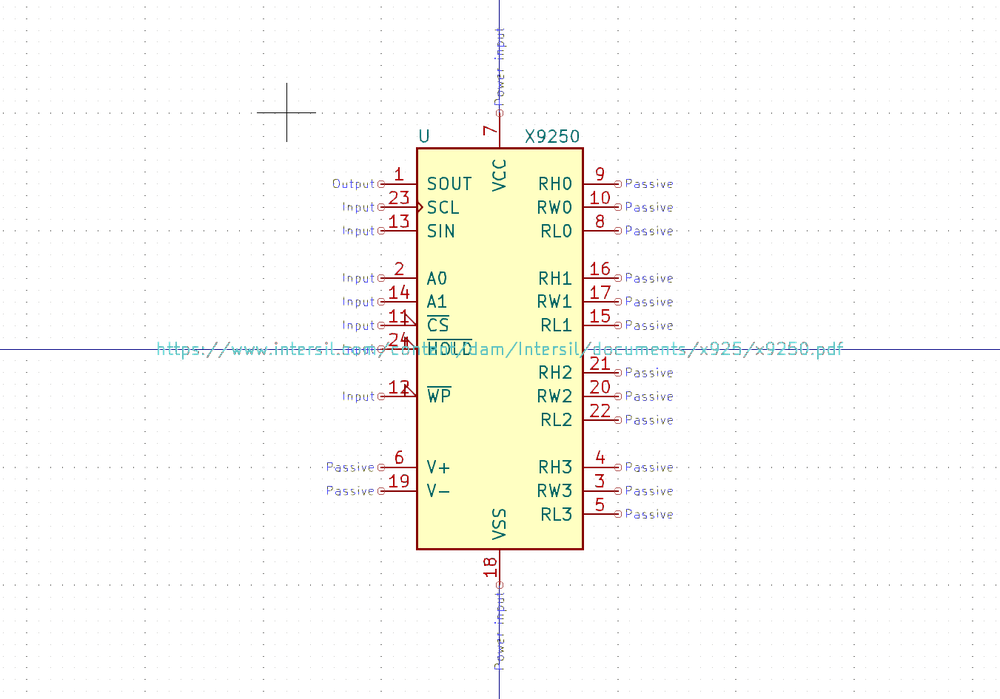 Power input
7
U X9250
VCC
Output 1 SOUT RH0 9 Passive
Input 23 SCL RW0 10 Passive
Input 13 SIN RL0 8 Passive
Input 2 A0 RH1 16 Passive
Input 14 A1 RW1 17 Passive
Input 11 CS RL1 15 Passive
Input 24 HOLD
https://www.intersil.com/content/dam/Intersil/documents/x925/x9250.pdf
RH2 21 Passive
Input 12 WP RW2 20 Passive
RL2 22 Passive
Passive 6 V+ RH3 4 Passive
Passive 19 V- RW3 3 Passive
RL3 5 Passive
VSS
18
Power input